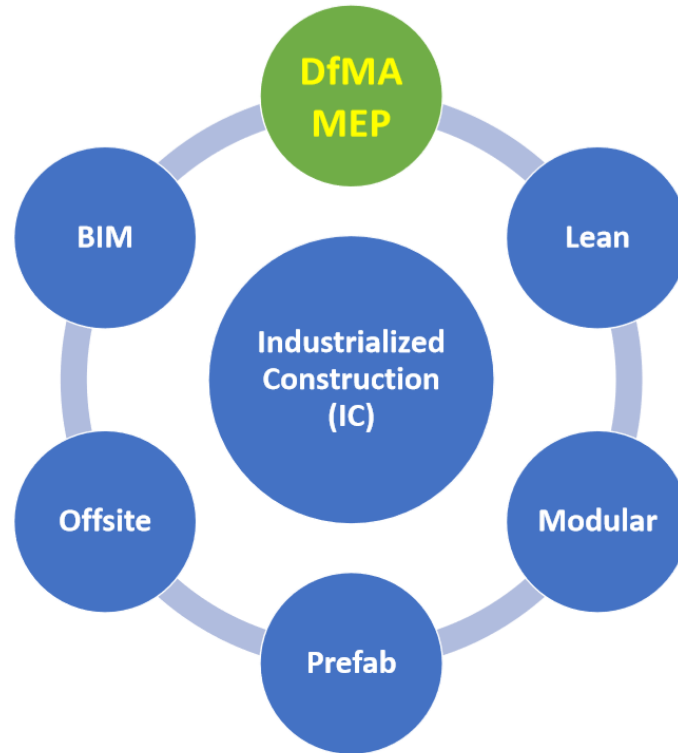 DfMA
MEP
BIM
Lean
Industrialized
Construction
(IC)
Offsite
Modular
Prefab